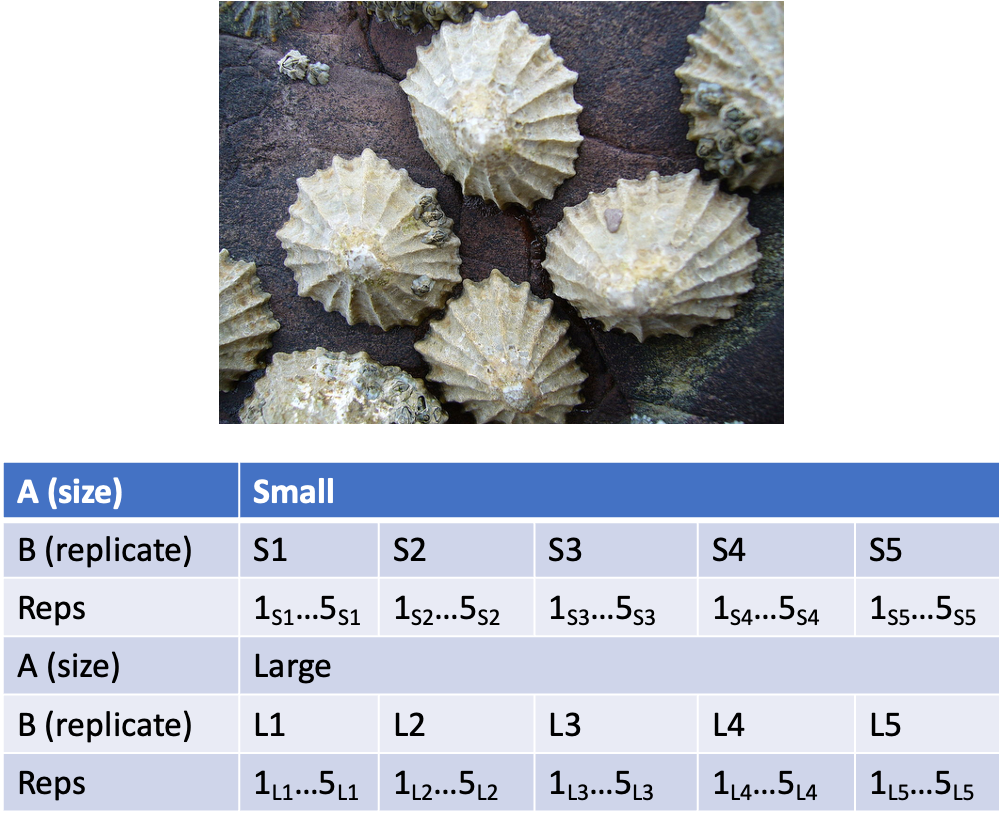 A (size) Small
B (replicate) S1 S2 S3 S4 S5
Reps 1S1...5S1 1S2...5S2 1S3...5S3 1S4...5S4 1S5...5S5
A (size) Large
B (replicate) L1 L2 L3 L4 L5
Reps 1L1...5L1 1L2...5L2 1L3...5L3 1L4...5L4 1L5...5L5